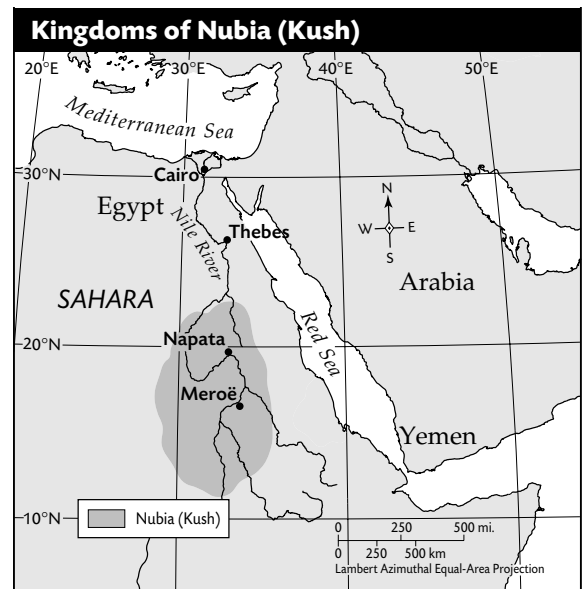 Kingdoms of Nubia (Kush)
20°E
30°E
40°E
50°E
Mediterranean Sea
30°N
Cairo
Egypt
Nile River
Thebes
N
W
E
S
SAHARA
Arabia
Red Sea
20°N
Napata
Meroë
Yemen
10°N
Nubia (Kush)
0 250 500 mi.
0 250 500 km
Lambert Azimuthal Equal-Area Projection